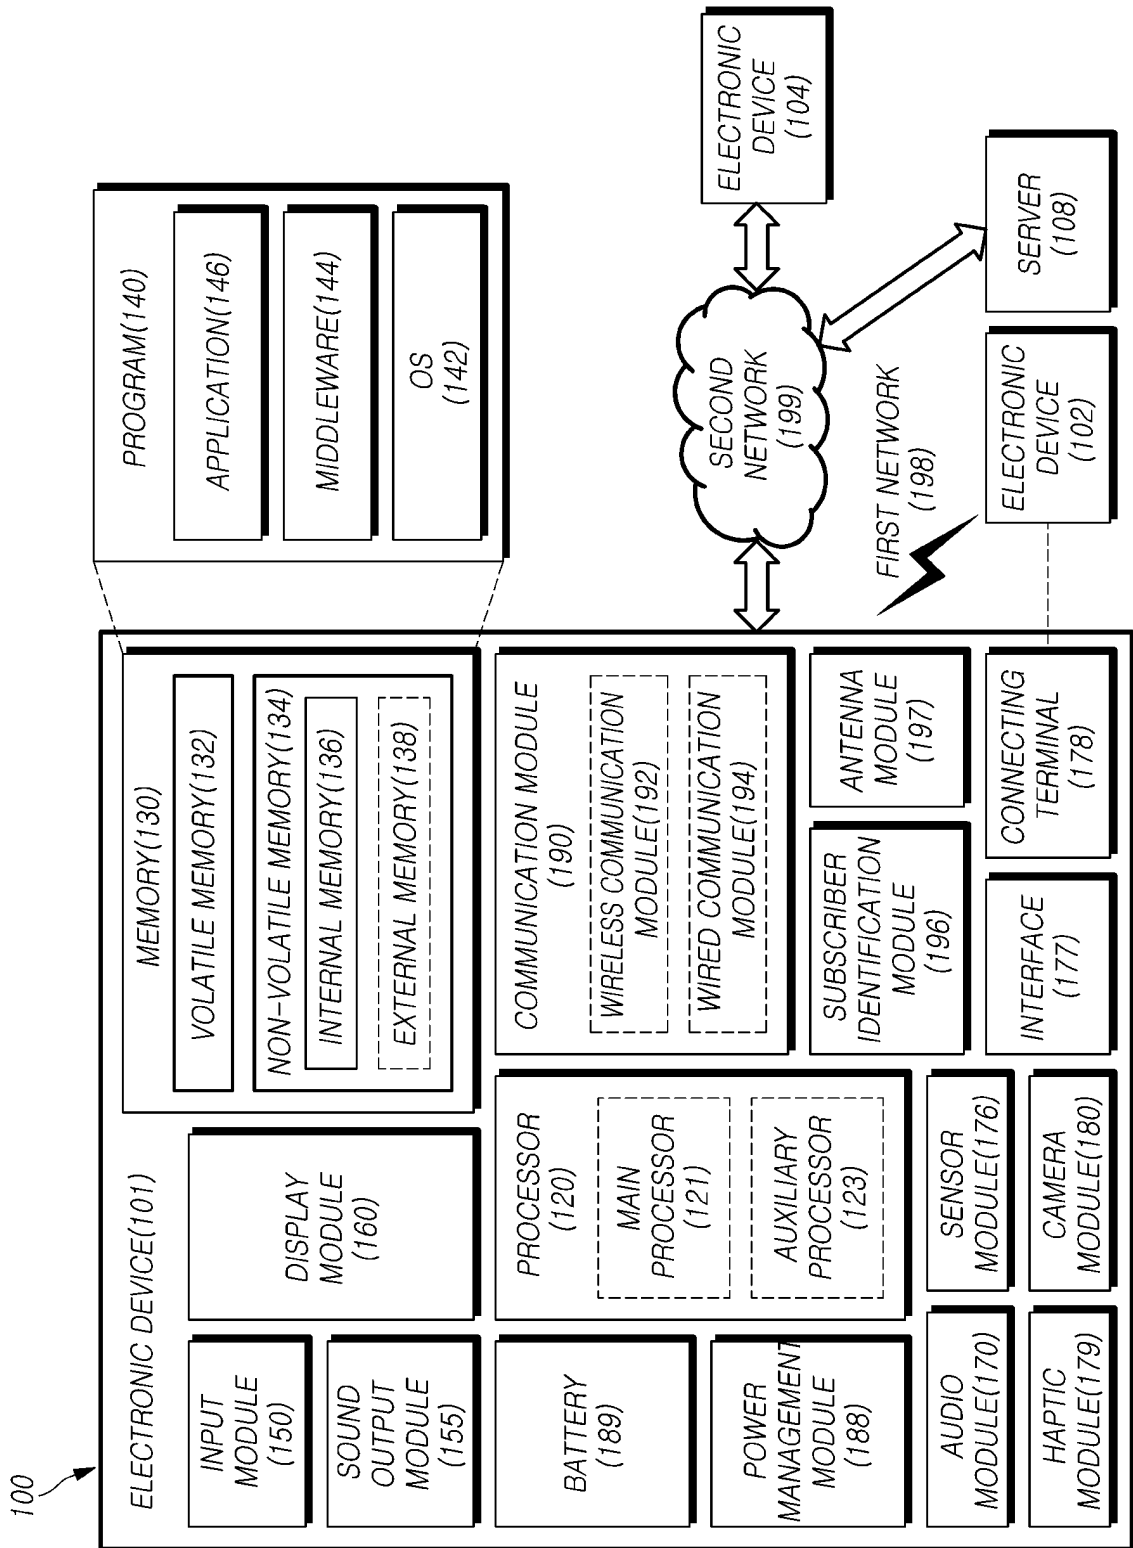 100
ELECTRONIC DEVICE(101)
INPUT
MODULE
(150)
SOUND
OUTPUT
MODULE
(155)
DISPLAY
MODULE
(160)
MEMORY(130)
VOLATILE MEMORY(132)
NON-VOLATILE MEMORY(134)
INTERNAL MEMORY(136)
EXTERNAL MEMORY(138)
PROGRAM(140)
APPLICATION(146)
MIDDLEWARE(144)
OS
(142)
BATTERY
(189)
POWER
MANAGEMENT
MODULE
(188)
PROCESSOR
(120)
MAIN
PROCESSOR
(121)
AUXILIARY
PROCESSOR
(123)
COMMUNICATION MODULE
(190)
WIRELESS COMMUNICATION
MODULE(192)
WIRED COMMUNICATION
MODULE(194)
SUBSCRIBER
IDENTIFICATION
MODULE
(196)
ANTENNA
MODULE
(197)
AUDIO
MODULE(170)
SENSOR
MODULE(176)
HAPTIC
MODULE(179)
CAMERA
MODULE(180)
INTERFACE
(177)
CONNECTING
TERMINAL
(178)
SECOND
NETWORK
(199)
FIRST NETWORK
(198)
ELECTRONIC
DEVICE
(104)
ELECTRONIC
DEVICE
(102)
SERVER
(108)